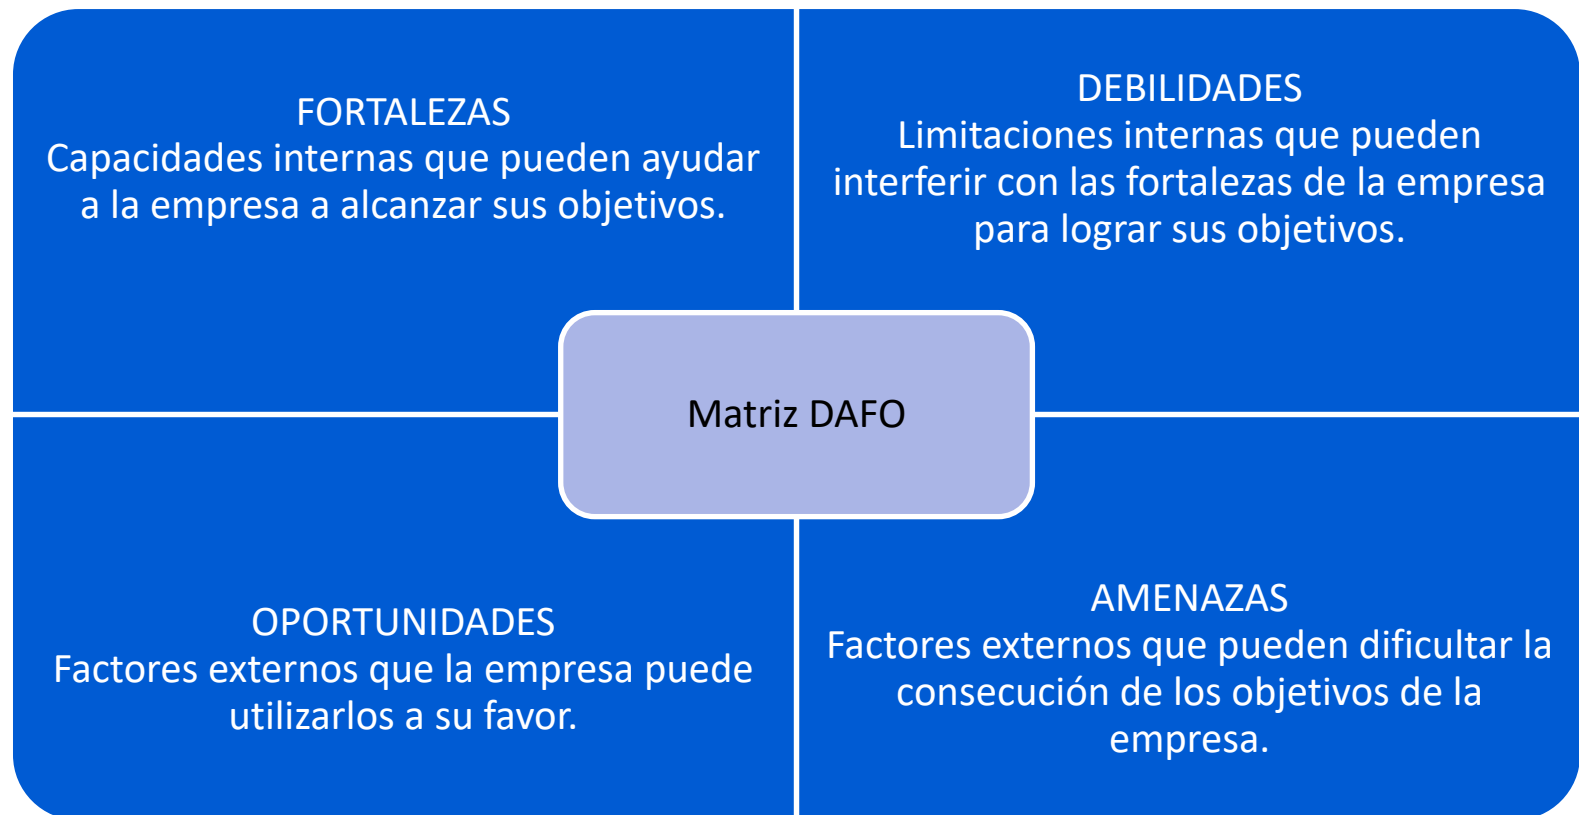 FORTALEZAS
Capacidades internas que pueden ayudar
a la empresa a alcanzar sus objetivos.
DEBILIDADES
Limitaciones internas que pueden
interferir con las fortalezas de la empresa
para lograr sus objetivos.
Matriz DAFO
OPORTUNIDADES
Factores externos que la empresa puede
utilizarlos a su favor.
AMENAZAS
Factores externos que pueden dificultar la
consecución de los objetivos de la
empresa.